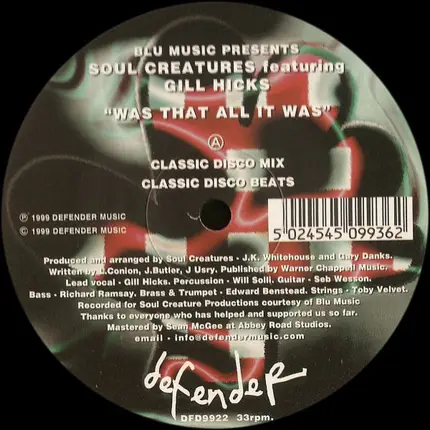 BLU MUSIC PRESENTS
SOUL CREATURES featuring
GILL HICKS
"WAS THAT ALL IT WAS"
A
CLASSIC DISCO MIX
CLASSIC DISCO BEATS
℗ 1999 DEFENDER MUSIC
© 1999 DEFENDER MUSIC
5 024545 099362
Produced and arranged by Soul Creatures - J.K. Whitehouse and Gary Danks.
Written by C.Conlon, J.Butler, J Usry. Published by Warner Chappell Music.
Lead vocal - Gill Hicks. Percussion - Will Solli. Guitar - Seb Wesson.
Bass - Richard Ramsay. Brass & Trumpet - Edward Benstead. Strings - Toby Velvet.
Recorded for Soul Creature Productions courtesy of Blu Music
Thanks to everyone who has helped and supported us so far.
Mastered by Sean McGee at Abbey Road Studios.
email - info@defendermusic.com
defender
DFD9922 33rpm.